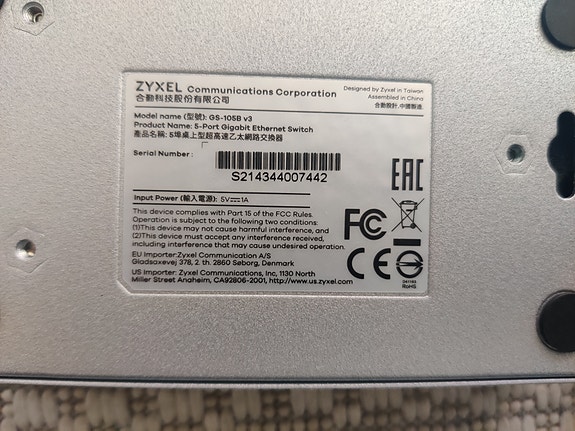 ZYXEL Communications Corporation
合勤科技股份有限公司
Designed by Zyxel in Taiwan
Assembled in China
合勤設計, 中國製造
Model name (型號): GS-105B v3
Product Name: 5-Port Gigabit Ethernet Switch
產品名稱: 5埠桌上型超高速乙太網路交換器
Serial Number:
S214344007442
EAC
Input Power (輸入電源): 5V⎓1A
This device complies with Part 15 of the FCC Rules.
Operation is subject to the following two conditions:
(1)This device may not cause harmful interference, and
(2)This device must accept any interference received,
including interference that may cause undesired operation.
FC
EU Importer:Zyxel Communication A/S
Gladsaxevej 378, 2. th. 2860 Søborg, Denmark
CE
US Importer: Zyxel Communications, Inc, 1130 North
Miller Street Anaheim, CA92806-2001, http://www.us.zyxel.com
RoHS